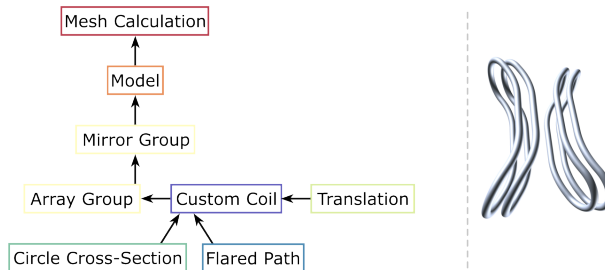 Mesh Calculation
Model
Mirror Group
Array Group
Custom Coil
Translation
Circle Cross-Section
Flared Path